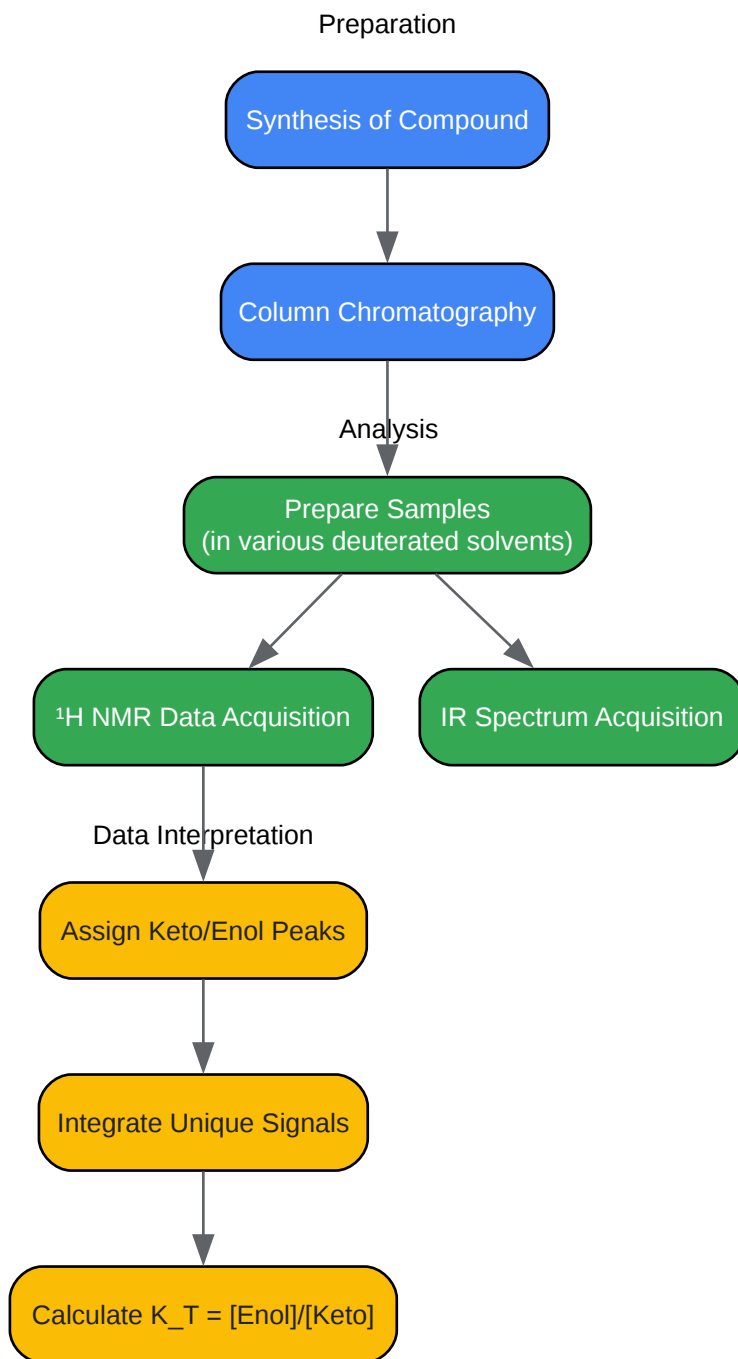 Preparation
Synthesis of Compound
Column Chromatography
Analysis
Prepare Samples
(in various deuterated solvents)
¹H NMR Data Acquisition
IR Spectrum Acquisition
Data Interpretation
Assign Keto/Enol Peaks
Integrate Unique Signals
Calculate K_T = [Enol]/[Keto]